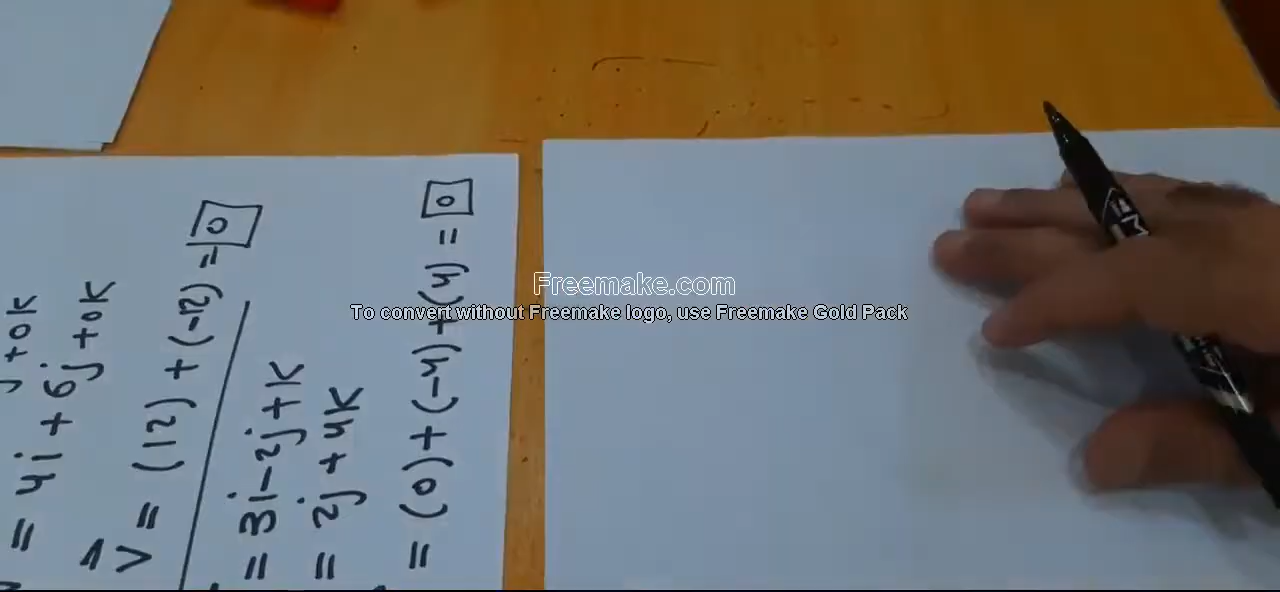 j+0k
= 4i + 6j + 0k
v = (12) + (-12) = 0
= 3i - 2j + k
= 2j + 4k
= (0) + (-4) + (4) = 0
Freemake.com
To convert without Freemake logo, use Freemake Gold Pack